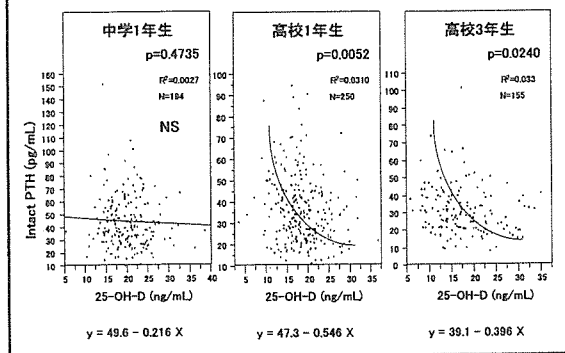 中学1年生
p=0.4735
R²=0.0027
N=194
NS
Intact PTH (pg/mL)
160
150
140
130
120
110
100
90
80
70
60
50
40
30
20
10
5 10 15 20 25 30 35 40
25-OH-D (ng/mL)
y = 49.6 - 0.216 X
高校1年生
p=0.0052
R²=0.0310
N=250
100
90
80
70
60
50
40
30
20
10
0
5 10 15 20 25 30 35
25-OH-D (ng/mL)
y = 47.3 - 0.546 X
高校3年生
p=0.0240
R²=0.033
N=155
110
100
90
80
70
60
50
40
30
20
10
0
5 10 15 20 25 30 35
25-OH-D (ng/mL)
y = 39.1 - 0.396 X